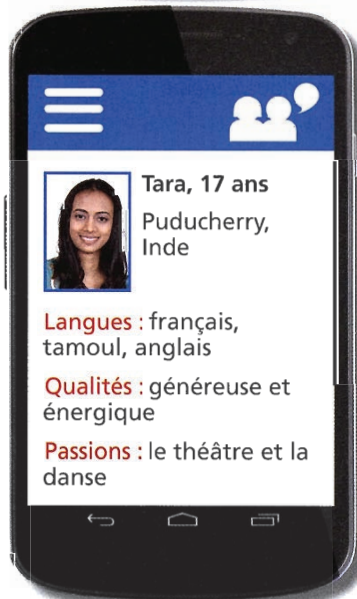 Tara, 17 ans
Puducherry,
Inde
Langues : français,
tamoul, anglais
Qualités : généreuse et
énergique
Passions : le théâtre et la
danse